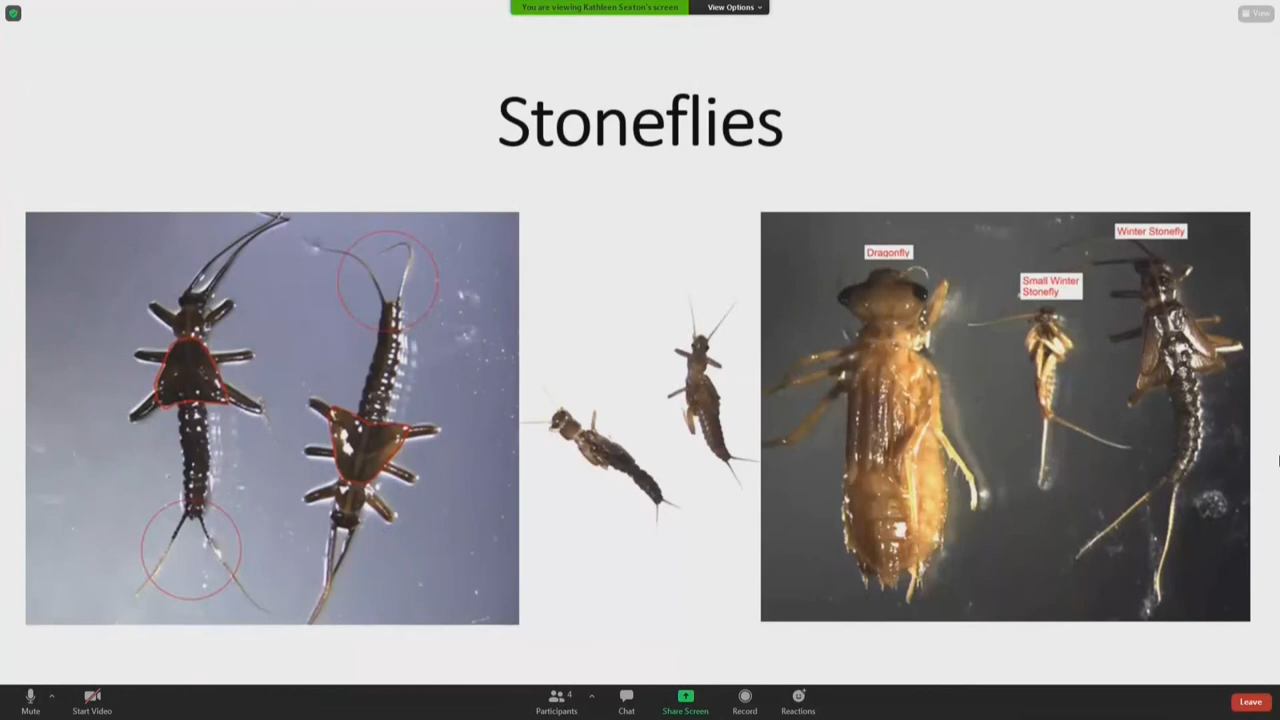 You are viewing Kathleen Sexton's screen
View Options
View
Stoneflies
Dragonfly
Small Winter
Stonefly
Winter Stonefly
Mute
Start Video
4
Participants
Chat
Share Screen
Record
Reactions
Leave